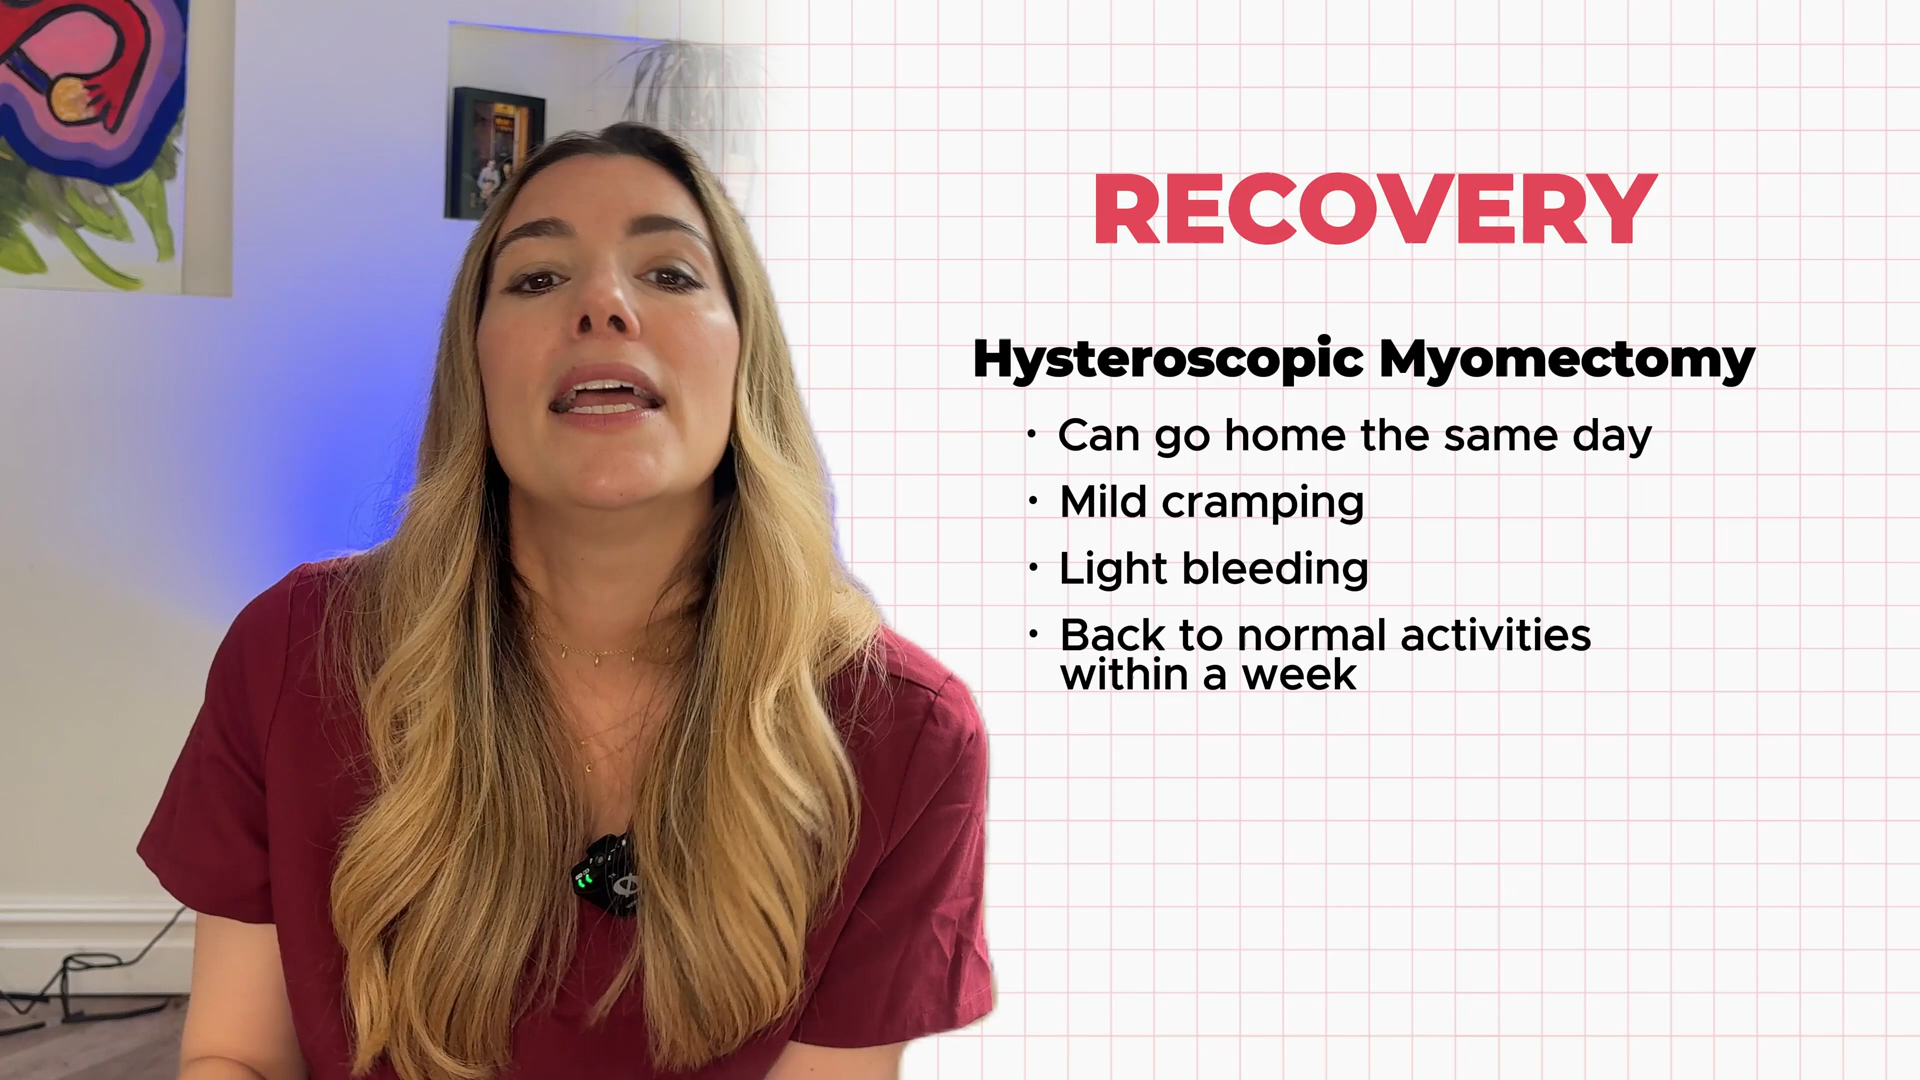 RECOVERY
Hysteroscopic Myomectomy
• Can go home the same day
• Mild cramping
• Light bleeding
• Back to normal activities
within a week